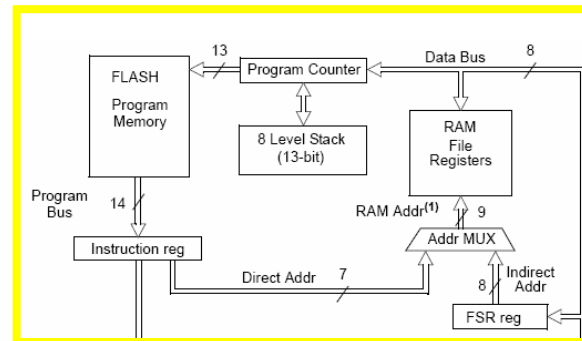 13
Data Bus
8
FLASH
Program
Memory
Program Counter
8 Level Stack
(13-bit)
RAM
File
Registers
Program
Bus
14
RAM Addr(1)
9
Addr MUX
Instruction reg
Direct Addr
7
8
Indirect
Addr
FSR reg